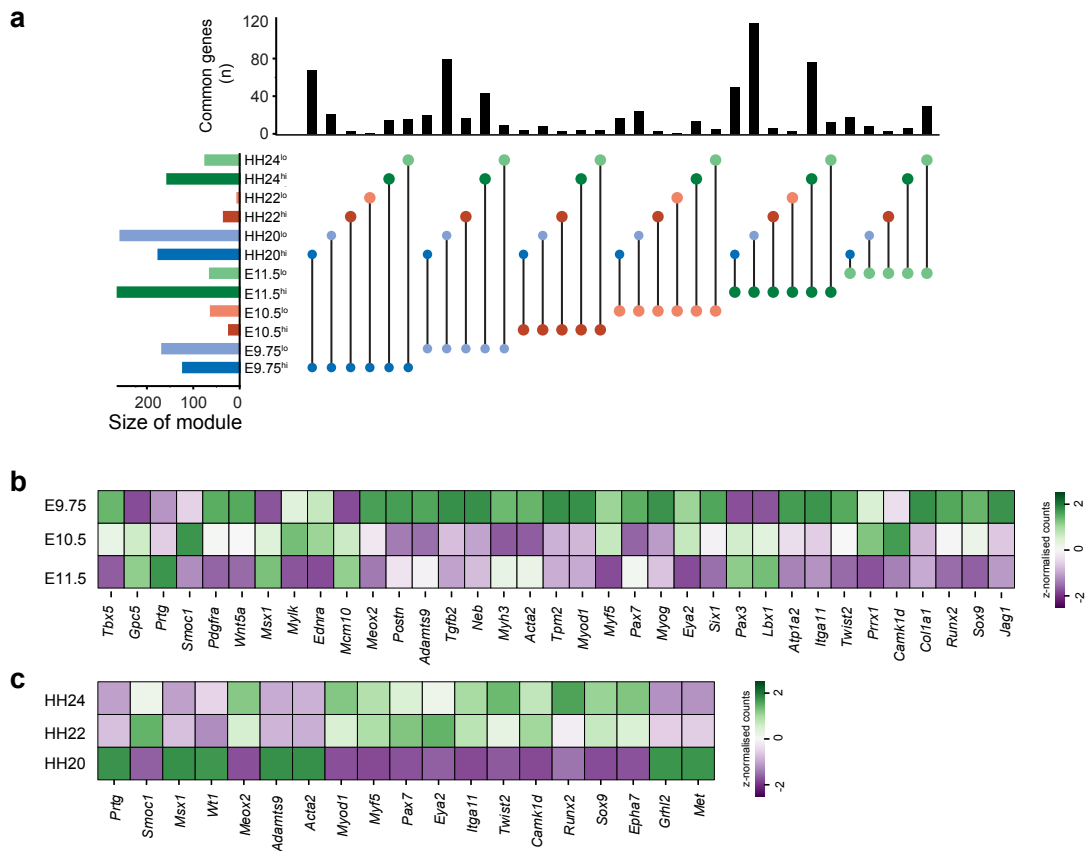 a
Common genes
(n)
120
80
40
0
HH24lo
HH24hi
HH22lo
HH22hi
HH20lo
HH20hi
E11.5lo
E11.5hi
E10.5lo
E10.5hi
E9.75lo
E9.75hi
200 100 0
Size of module
b
E9.75
E10.5
E11.5
Tbx5 Gpc5 Prtg Smoc1 Pdgfra Wnt5a Msx1 Mylk Ednra Mcm10 Meox2 Postn Adamts9 Tgfb2 Neb Myh3 Acta2 Tpm2 Myod1 Myf5 Pax7 Myog Eya2 Six1 Pax3 Lbx1 Atp1a2 Itga11 Twist2 Prrx1 Camk1d Col1a1 Runx2 Sox9 Jag1
z-normalised counts
2
0
-2
c
HH24
HH22
HH20
Prtg Smoc1 Msx1 Wt1 Meox2 Adamts9 Acta2 Myod1 Myf5 Pax7 Eya2 Itga11 Twist2 Camk1d Runx2 Sox9 Epha7 Grhl2 Met
z-normalised counts
2
0
-2